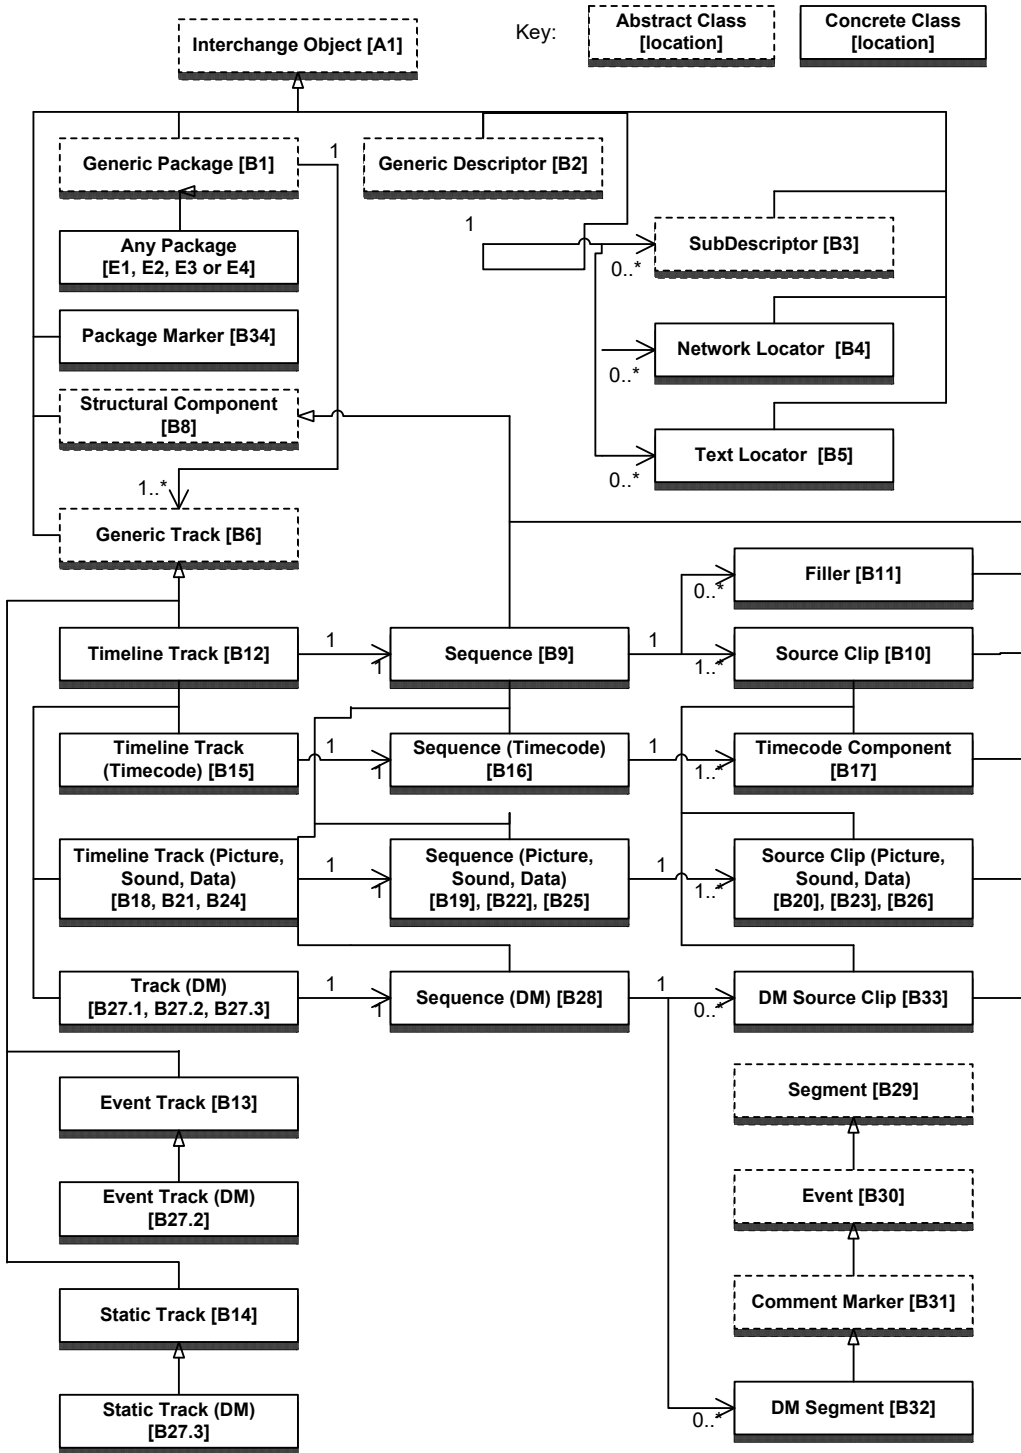 Interchange Object [A1]
Key:
Abstract Class
[location]
Concrete Class
[location]
Generic Package [B1]
1
Generic Descriptor [B2]
Any Package
[E1, E2, E3 or E4]
1
SubDescriptor [B3]
0..*
Package Marker [B34]
Network Locator [B4]
0..*
Structural Component
[B8]
Text Locator [B5]
0..*
1..*
Generic Track [B6]
Filler [B11]
0..*
Timeline Track [B12]
1
1
Sequence [B9]
1
1..*
Source Clip [B10]
Timeline Track
(Timecode) [B15]
1
1
Sequence (Timecode)
[B16]
1
1..*
Timecode Component
[B17]
Timeline Track (Picture,
Sound, Data)
[B18, B21, B24]
1
1
Sequence (Picture,
Sound, Data)
[B19], [B22], [B25]
1
1..*
Source Clip (Picture,
Sound, Data)
[B20], [B23], [B26]
Track (DM)
[B27.1, B27.2, B27.3]
1
1
Sequence (DM) [B28]
1
0..*
DM Source Clip [B33]
Event Track [B13]
Segment [B29]
Event Track (DM)
[B27.2]
Event [B30]
Static Track [B14]
Comment Marker [B31]
Static Track (DM)
[B27.3]
0..*
DM Segment [B32]